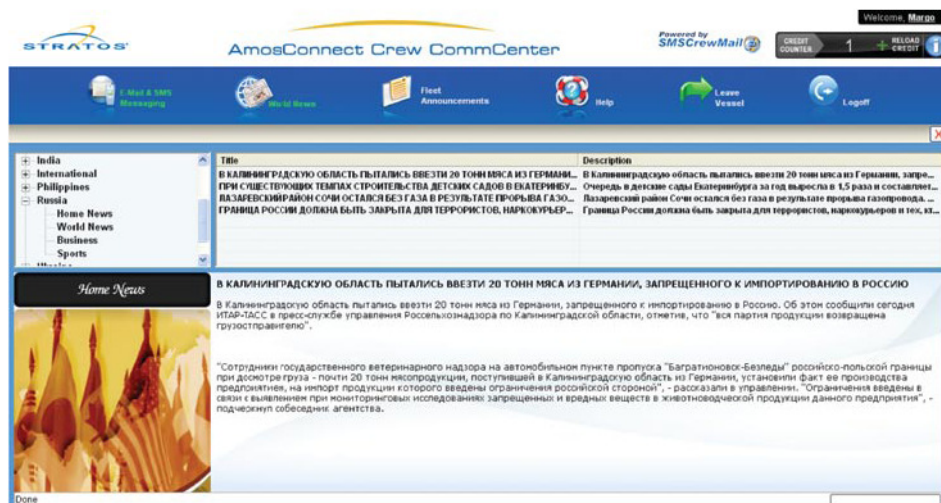 Welcome, Margo
STRATOS
AmosConnect Crew CommCenter
Powered by
SMSCrewMail
CREDIT COUNTER
1
RELOAD CREDIT
E-Mail & SMS Messaging
World News
Fleet Announcements
Help
Leave Vessel
Logoff
India
International
Philippines
Russia
Home News
World News
Business
Sports
Title Description
В КАЛИНИНГРАДСКУЮ ОБЛАСТЬ ПЫТАЛИСЬ ВВЕЗТИ 20 ТОНН МЯСА ИЗ ГЕРМАНИ... В Калининградскую область пытались ввезти 20 тонн мяса из Германии, запре...
ПРИ СУЩЕСТВУЮЩИХ ТЕМПАХ СТРОИТЕЛЬСТВА ДЕТСКИХ САДОВ В ЕКАТЕРИНБУ... Очередь в детские сады Екатеринбурга за год выросла в 1,5 раза и составляет...
ЛАЗАРЕВСКИЙ РАЙОН СОЧИ ОСТАЛСЯ БЕЗ ГАЗА В РЕЗУЛЬТАТЕ ПРОРЫВА ГАЗО... Лазаревский район Сочи остался без газа в результате прорыва газопровода. ...
ГРАНИЦА РОССИИ ДОЛЖНА БЫТЬ ЗАКРЫТА ДЛЯ ТЕРРОРИСТОВ, НАРКОКУРЬЕР... Граница России должна быть закрыта для террористов, наркокурьеров и тех, кт...
Home News
В КАЛИНИНГРАДСКУЮ ОБЛАСТЬ ПЫТАЛИСЬ ВВЕЗТИ 20 ТОНН МЯСА ИЗ ГЕРМАНИИ, ЗАПРЕЩЕННОГО К ИМПОРТИРОВАНИЮ В РОССИЮ
В Калининградскую область пытались ввезти 20 тонн мяса из Германии, запрещенного к импортированию в Россию. Об этом сообщили сегодня
ИТАР-ТАСС в пресс-службе управления Россельхознадзора по Калининградской области, отметив, что "вся партия продукции возвращена
грузоотправителю".
"Сотрудники государственного ветеринарного надзора на автомобильном пункте пропуска "Багратионовск-Безледы" российско-польской границы
при досмотре груза - почти 20 тонн мясопродукции, поступившей в Калининградскую область из Германии, установили факт ее производства
предприятием, на импорт продукции которого введены ограничения российской стороной", - рассказали в управлении. "Ограничения введены в
связи с выявлением при мониторинговых исследованиях запрещенных и вредных веществ в животноводческой продукции данного предприятия", -
подчеркнул собеседник агентства.
Done